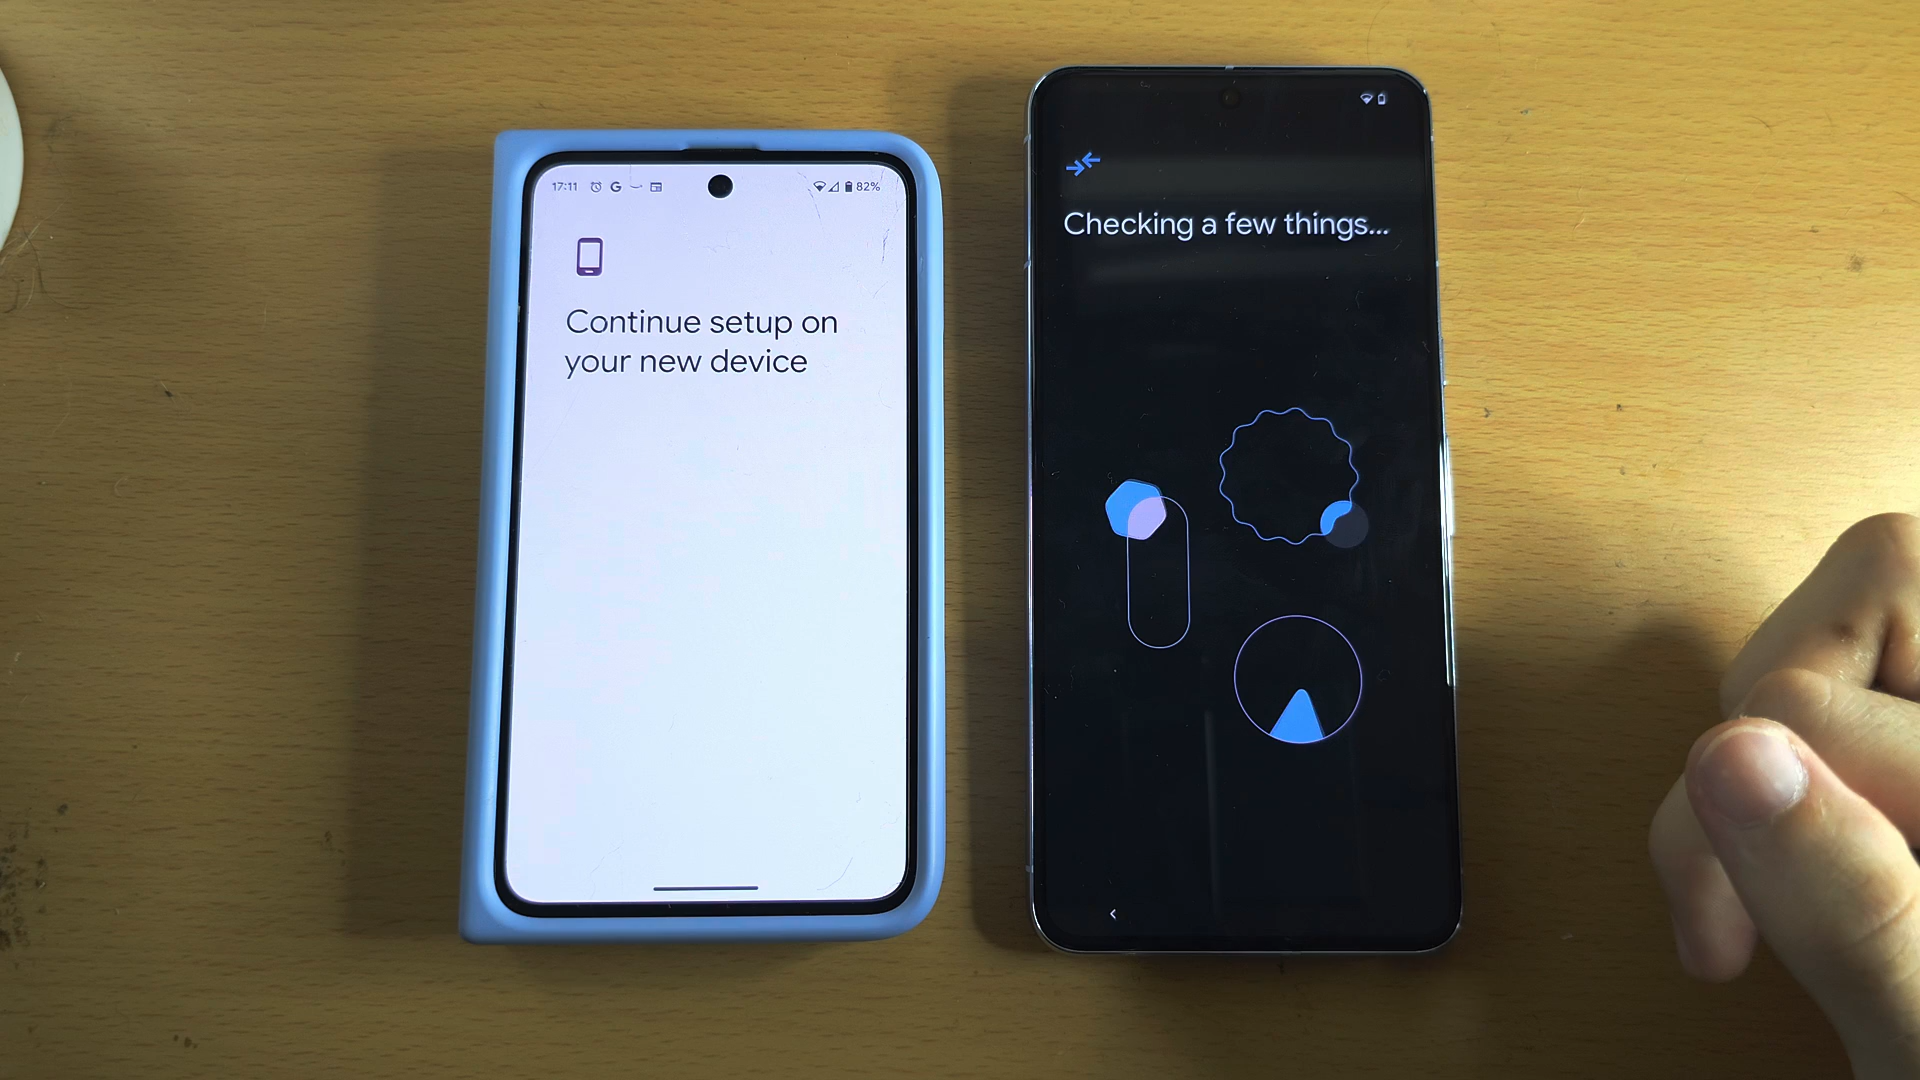 17:11 G 82%
Continue setup on
your new device
Checking a few things...